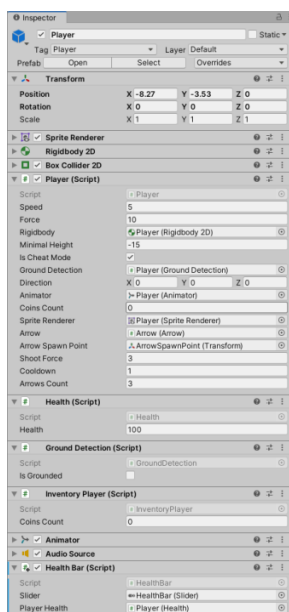 Inspector
Player Static
Tag Player Layer Default
Prefab Open Select Overrides
Transform
Position X -8.27 Y -3.53 Z 0
Rotation X 0 Y 0 Z 0
Scale X 1 Y 1 Z 1
Sprite Renderer
Rigidbody 2D
Box Collider 2D
Player (Script)
Script Player
Speed 5
Force 10
Rigidbody Player (Rigidbody 2D)
Minimal Height -15
Is Cheat Mode
Ground Detection Player (Ground Detection)
Direction X 0 Y 0 Z 0
Animator Player (Animator)
Coins Count 0
Sprite Renderer Player (Sprite Renderer)
Arrow Arrow (Arrow)
Arrow Spawn Point ArrowSpawnPoint (Transform)
Shoot Force 3
Cooldown 1
Arrows Count 3
Health (Script)
Script Health
Health 100
Ground Detection (Script)
Script GroundDetection
Is Grounded
Inventory Player (Script)
Script InventoryPlayer
Coins Count 0
Animator
Audio Source
Health Bar (Script)
Script HealthBar
Slider HealthBar (Slider)
Player Health Player (Health)